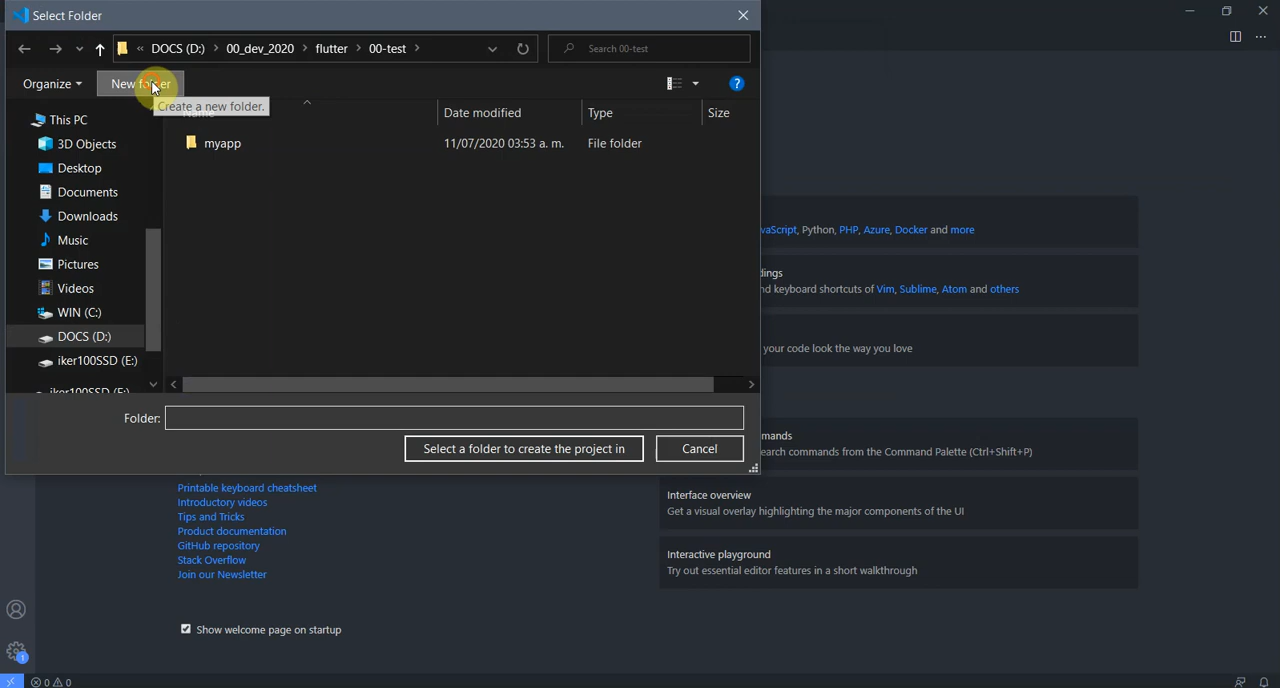 Select Folder
« DOCS (D:) > 00_dev_2020 > flutter > 00-test >
Search 00-test
Organize
New folder
?
Create a new folder.
Date modified
Type
Size
This PC
myapp
11/07/2020 03:53 a. m.
File folder
3D Objects
Desktop
Documents
Downloads
Music
Pictures
Videos
WIN (C:)
DOCS (D:)
iker100SSD (E:)
iker100SSD (E:)
Folder:
Select a folder to create the project in
Cancel
vaScript, Python, PHP, Azure, Docker and more
dings
nd keyboard shortcuts of Vim, Sublime, Atom and others
your code look the way you love
mands
earch commands from the Command Palette (Ctrl+Shift+P)
Printable keyboard cheatsheet
Introductory videos
Tips and Tricks
Product documentation
GitHub repository
Stack Overflow
Join our Newsletter
Interface overview
Get a visual overlay highlighting the major components of the UI
Interactive playground
Try out essential editor features in a short walkthrough
Show welcome page on startup
1
0 0